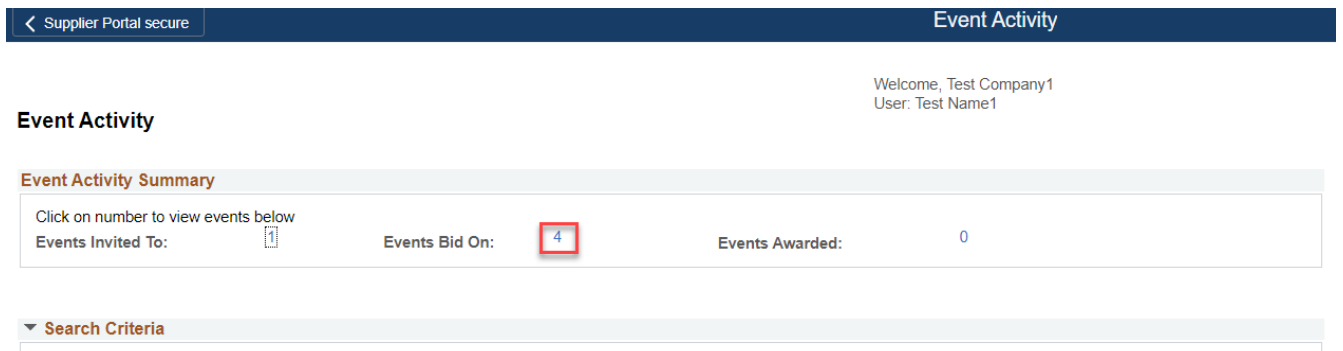 Supplier Portal secure
Event Activity
Welcome, Test Company1
User: Test Name1
Event Activity
Event Activity Summary
Click on number to view events below
Events Invited To: 1 Events Bid On: 4 Events Awarded: 0
Search Criteria